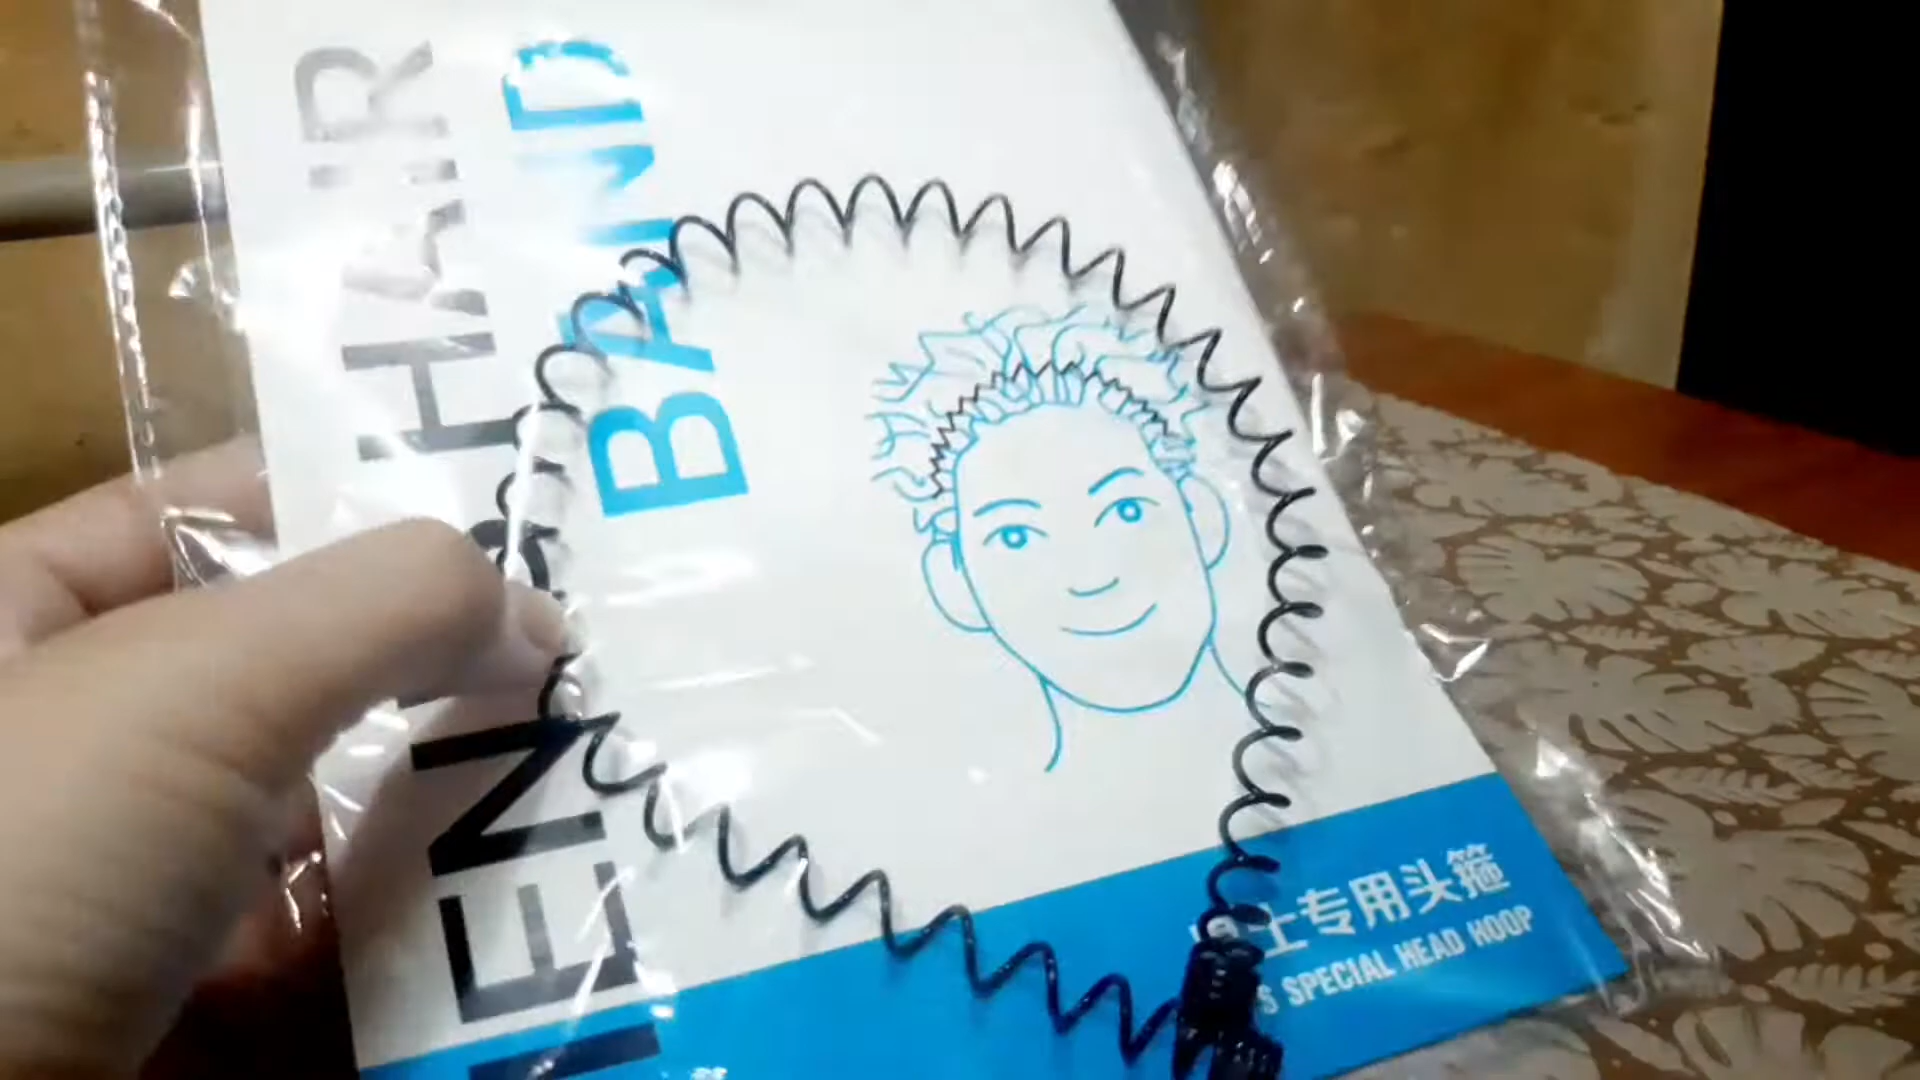 HAIR
BAND
士专用头箍
S SPECIAL HEAD HOOP